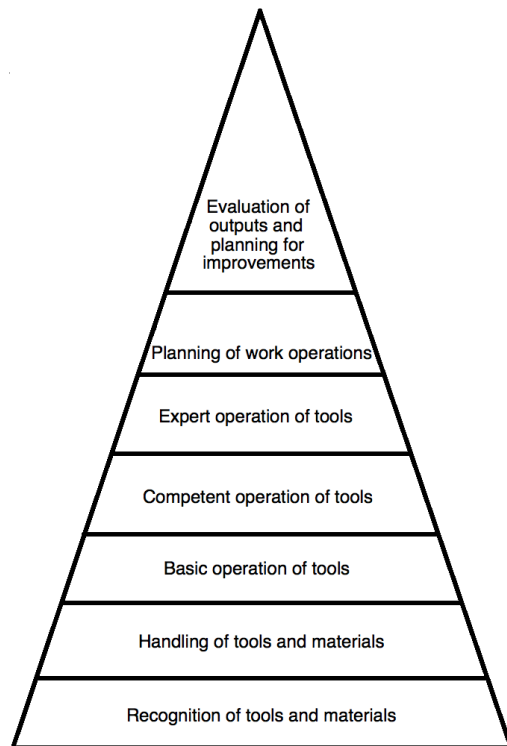 Evaluation of
outputs and
planning for
improvements
Planning of work operations
Expert operation of tools
Competent operation of tools
Basic operation of tools
Handling of tools and materials
Recognition of tools and materials